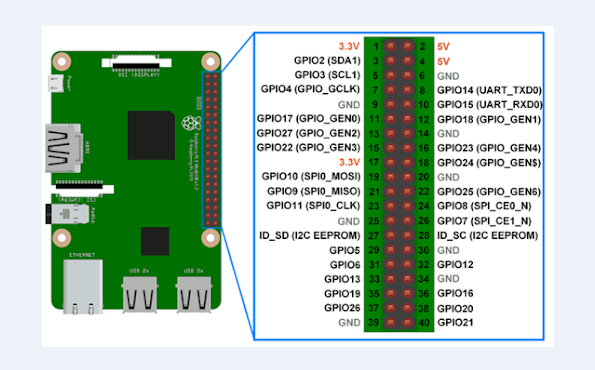 3.3V 1 2 5V
GPIO2 (SDA1) 3 4 5V
GPIO3 (SCL1) 5 6 GND
GPIO4 (GPIO_GCLK) 7 8 GPIO14 (UART_TXD0)
GND 9 10 GPIO15 (UART_RXD0)
GPIO17 (GPIO_GEN0) 11 12 GPIO18 (GPIO_GEN1)
GPIO27 (GPIO_GEN2) 13 14 GND
GPIO22 (GPIO_GEN3) 15 16 GPIO23 (GPIO_GEN4)
3.3V 17 18 GPIO24 (GPIO_GEN$)
GPIO10 (SPI0_MOSI) 19 20 GND
GPIO9 (SPI0_MISO) 21 22 GPIO25 (GPIO_GEN6)
GPIO11 (SPI0_CLK) 23 24 GPIO8 (SPI_CE0_N)
GND 25 26 GPIO7 (SPI_CE1_N)
ID_SD (I2C EEPROM) 27 28 ID_SC (I2C EEPROM)
GPIO5 29 30 GND
GPIO6 31 32 GPIO12
GPIO13 33 34 GND
GPIO19 35 36 GPIO16
GPIO26 37 38 GPIO20
GND 39 40 GPIO21
DSI (DISPLAY)
Power
HDMI
Audio
ETHERNET
USB 2x
USB 2x